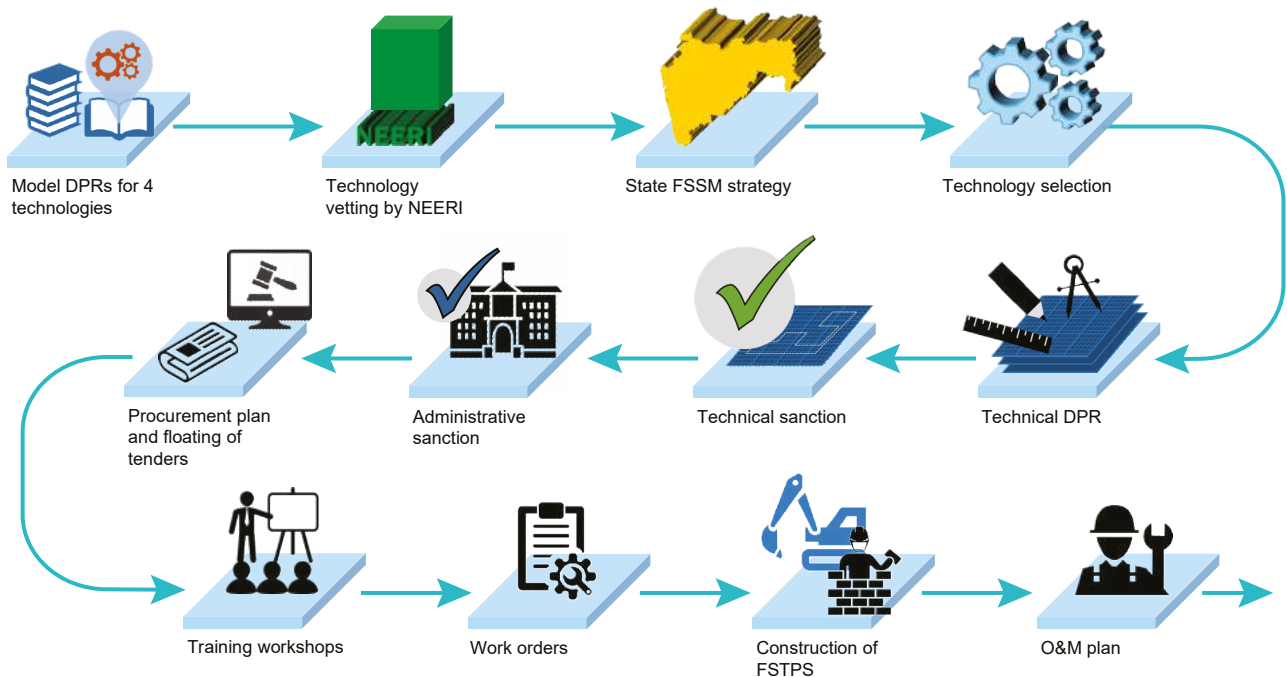 NEERI
Model DPRs for 4
technologies
Technology
vetting by NEERI
State FSSM strategy
Technology selection
Procurement plan
and floating of
tenders
Administrative
sanction
Technical sanction
Technical DPR
Training workshops
Work orders
Construction of
FSTPS
O&M plan